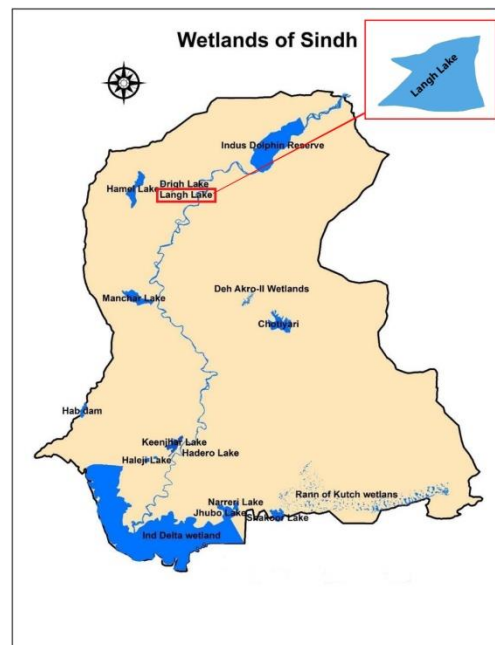 Wetlands of Sindh
Langh Lake
Indus Dolphin Reserve
Drigh Lake
Hamel Lake
Langh Lake
Deh Akro-II Wetlands
Manchar Lake
Chotiyari
Hab dam
Keenjhar Lake
Hadero Lake
Haleji Lake
Rann of Kutch wetlans
Narreri Lake
Jhubo Lake
Shakoor Lake
Ind Delta wetland